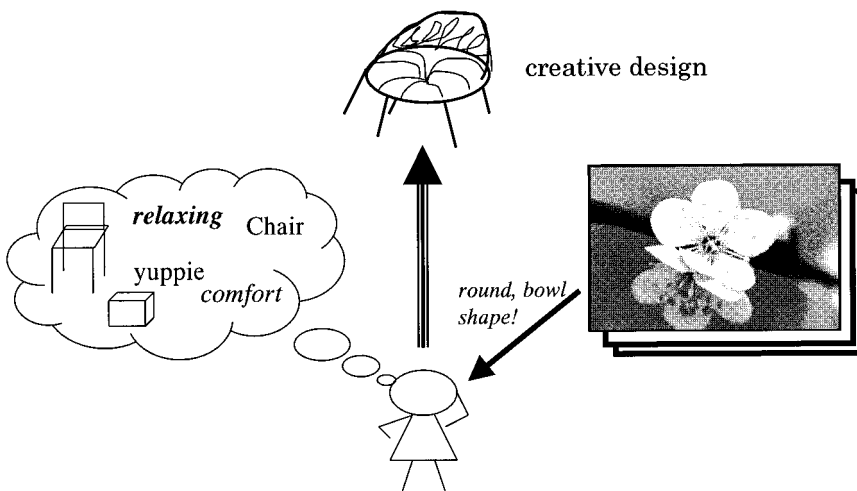 creative design
relaxing
Chair
yuppie
comfort
round, bowl
shape!